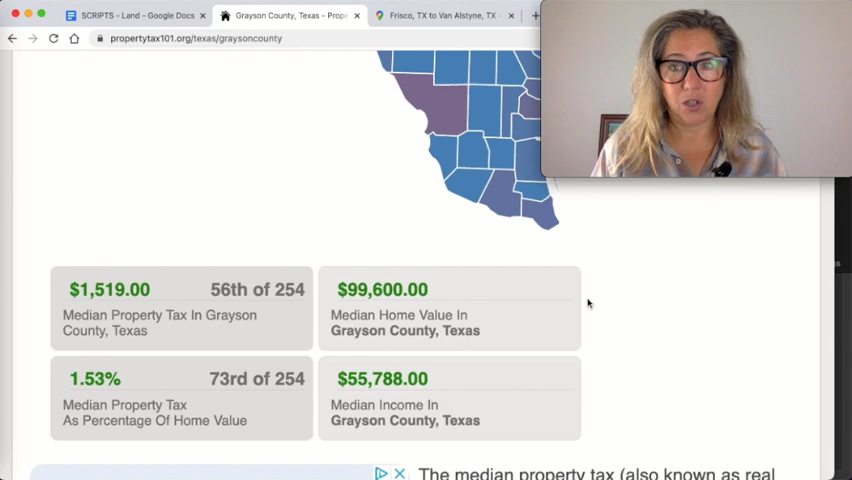 SCRIPTS - Land - Google Docs
Grayson County, Texas - Prope
Frisco, TX to Van Alstyne, TX -
propertytax101.org/texas/graysoncounty
$1,519.00 56th of 254
Median Property Tax In Grayson
County, Texas
$99,600.00
Median Home Value In
Grayson County, Texas
1.53% 73rd of 254
Median Property Tax
As Percentage Of Home Value
$55,788.00
Median Income In
Grayson County, Texas
The median property tax (also known as real